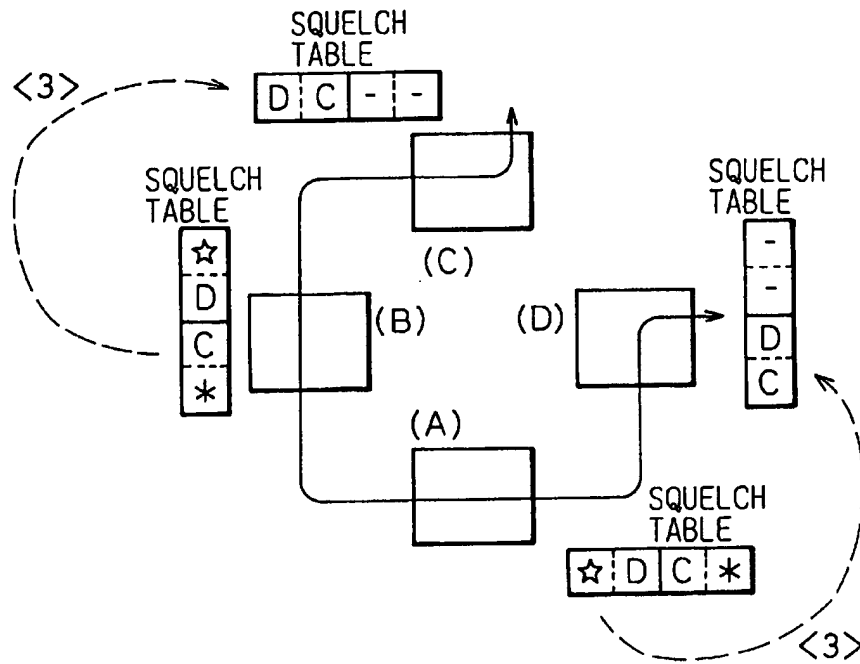 SQUELCH
TABLE
<3>
D C - -
SQUELCH
TABLE
☆
D
C
*
(C)
SQUELCH
TABLE
-
-
D
C
(B)
(D)
(A)
SQUELCH
TABLE
☆ D C *
<3>